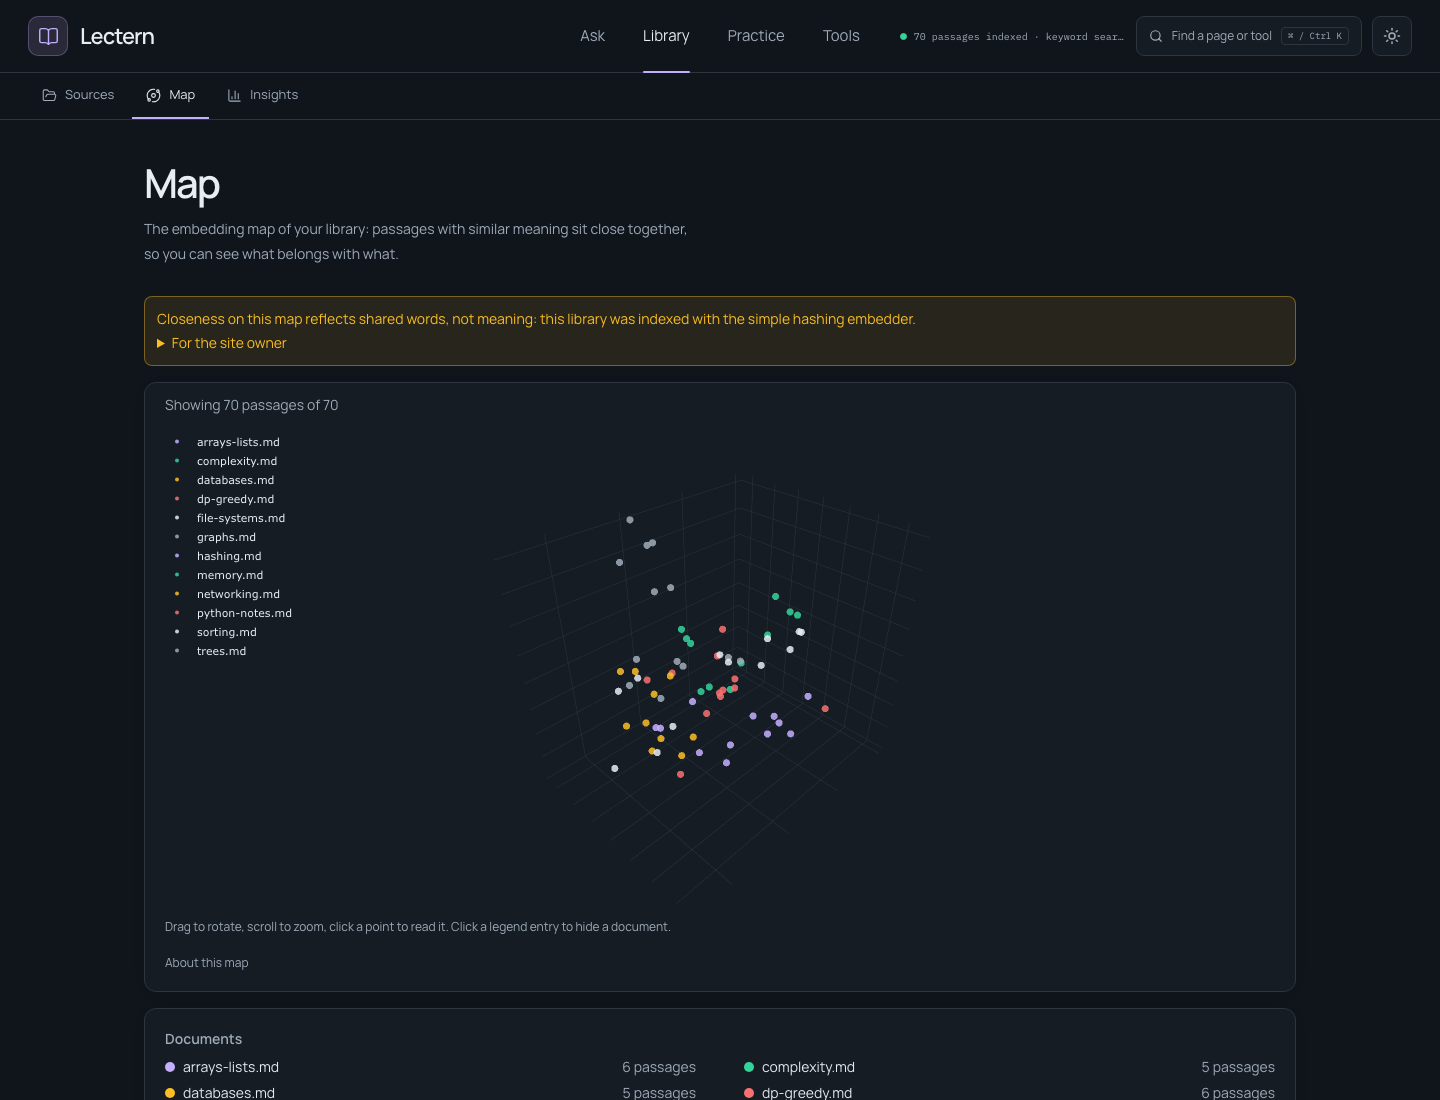 Lectern
Ask
Library
Practice
Tools
70 passages indexed · keyword sear…
Find a page or tool
⌘ / Ctrl K
Sources
Map
Insights
Map
The embedding map of your library: passages with similar meaning sit close together,
so you can see what belongs with what.
Closeness on this map reflects shared words, not meaning: this library was indexed with the simple hashing embedder.
For the site owner
Showing 70 passages of 70
arrays-lists.md
complexity.md
databases.md
dp-greedy.md
file-systems.md
graphs.md
hashing.md
memory.md
networking.md
python-notes.md
sorting.md
trees.md
Drag to rotate, scroll to zoom, click a point to read it. Click a legend entry to hide a document.
About this map
Documents
arrays-lists.md 6 passages
complexity.md 5 passages
databases.md 5 passages
dp-greedy.md 6 passages